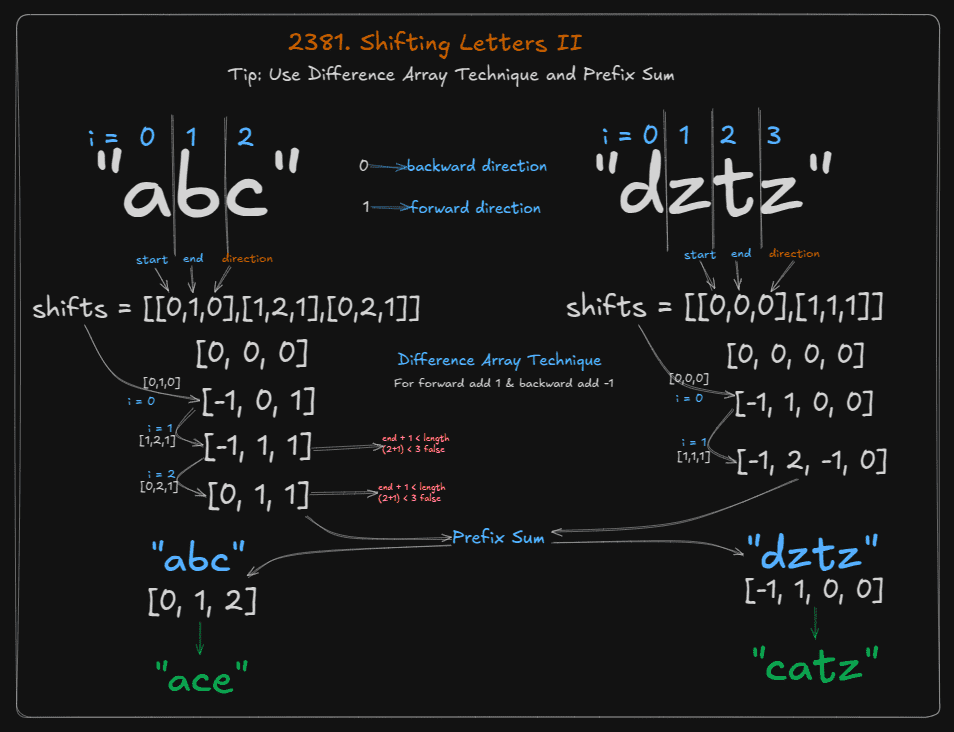 2381. Shifting Letters II
Tip: Use Difference Array Technique and Prefix Sum
i = 0 1 2
"abc"
0 backward direction
1 forward direction
start end direction
shifts = [[0,1,0],[1,2,1],[0,2,1]]
[0, 0, 0]
[0,1,0]
i = 0
[-1, 0, 1]
i = 1
[1,2,1]
[-1, 1, 1]
end + 1 < length
(2+1) < 3 false
i = 2
[0,2,1]
[0, 1, 1]
end + 1 < length
(2+1) < 3 false
Difference Array Technique
For forward add 1 & backward add -1
i = 0 1 2 3
"dztz"
start end direction
shifts = [[0,0,0],[1,1,1]]
[0, 0, 0, 0]
[0,0,0]
i = 0
[-1, 1, 0, 0]
i = 1
[1,1,1]
[-1, 2, -1, 0]
Prefix Sum
"abc"
[0, 1, 2]
"ace"
"dztz"
[-1, 1, 0, 0]
"catz"